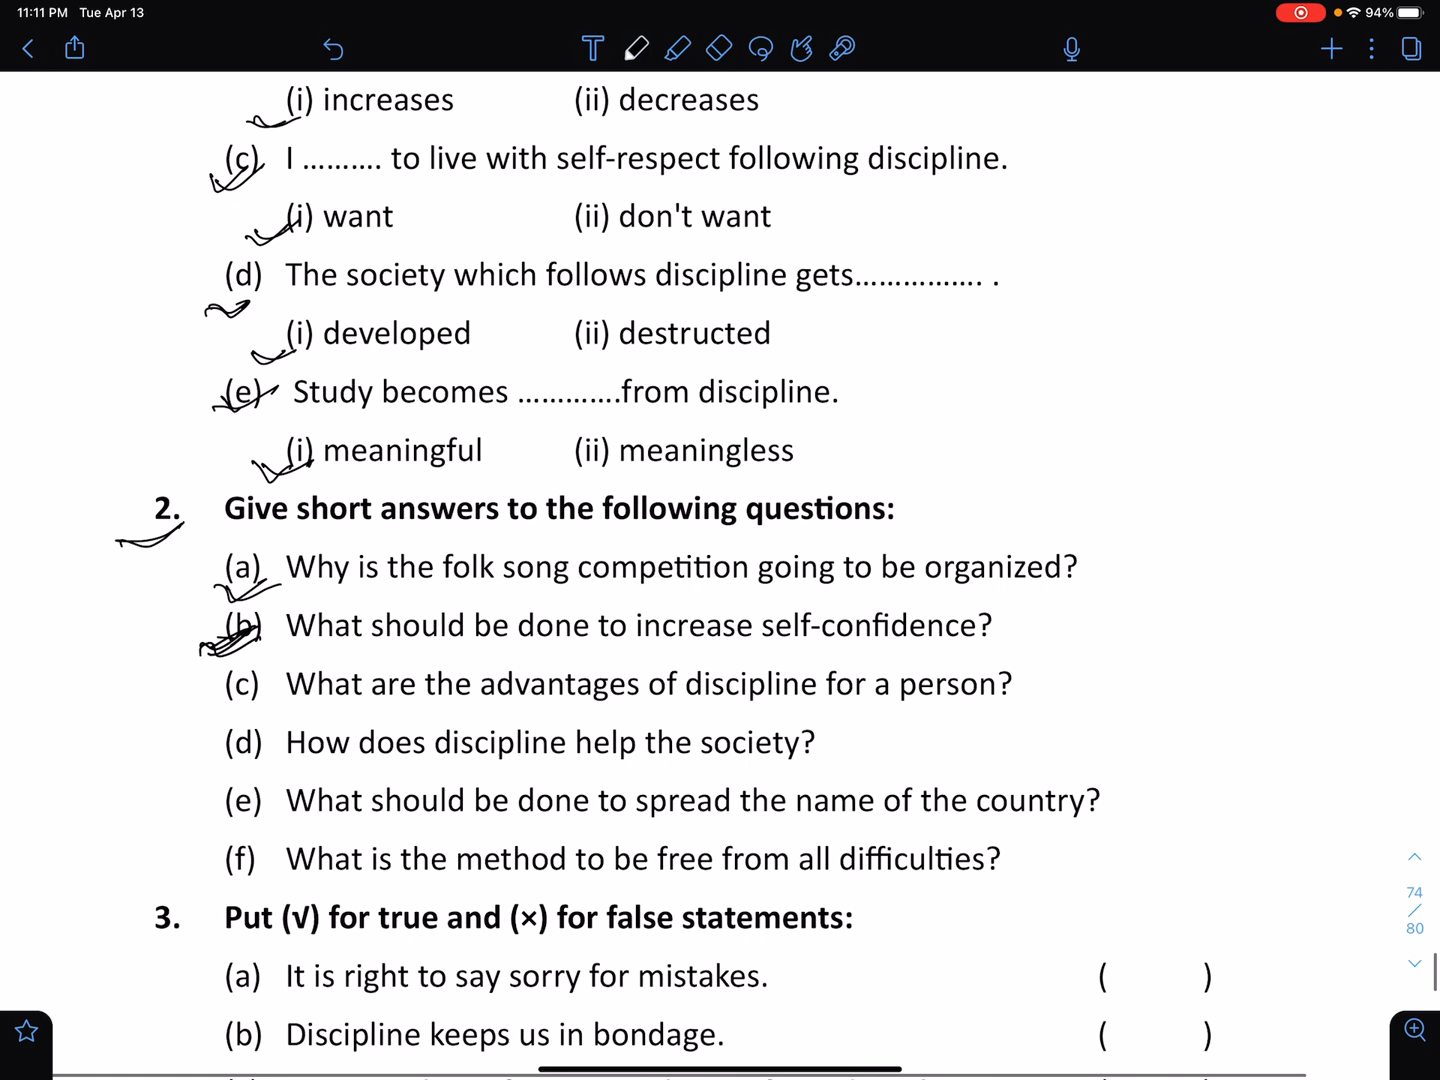 11:11 PM Tue Apr 13
94%
(i) increases (ii) decreases
(c) I .......... to live with self-respect following discipline.
(i) want (ii) don't want
(d) The society which follows discipline gets................ .
(i) developed (ii) destructed
(e) Study becomes .............from discipline.
(i) meaningful (ii) meaningless
2. Give short answers to the following questions:
(a) Why is the folk song competition going to be organized?
(b) What should be done to increase self-confidence?
(c) What are the advantages of discipline for a person?
(d) How does discipline help the society?
(e) What should be done to spread the name of the country?
(f) What is the method to be free from all difficulties?
74
/
80
3. Put (√) for true and (×) for false statements:
(a) It is right to say sorry for mistakes. ( )
(b) Discipline keeps us in bondage. ( )